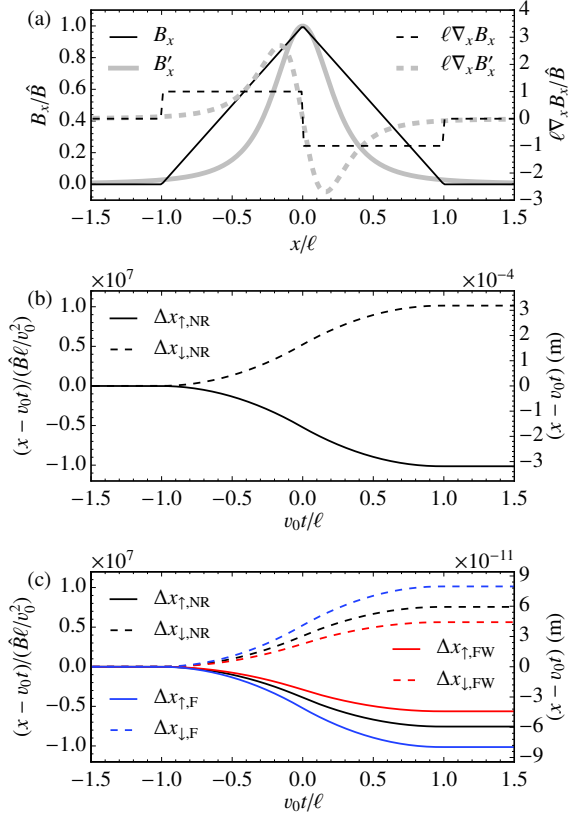 (a)
B_x
B'_x
ℓ∇_xB_x
ℓ∇_xB'_x
1.0
0.8
0.6
0.4
0.2
0.0
B_x/B̂
4
3
2
1
0
−1
−2
−3
ℓ∇_xB_x/B̂
−1.5 −1.0 −0.5 0.0 0.5 1.0 1.5
x/ℓ
×10^7
×10^−4
(b)
Δx_↑,NR
Δx_↓,NR
1.0
0.5
0.0
−0.5
−1.0
(x − v_0t)/(B̂ℓ/v_0^2)
3
2
1
0
−1
−2
−3
(x − v_0t) (m)
−1.5 −1.0 −0.5 0.0 0.5 1.0 1.5
v_0t/ℓ
×10^7
×10^−11
(c)
Δx_↑,NR
Δx_↓,NR
Δx_↑,FW
Δx_↓,FW
Δx_↑,F
Δx_↓,F
1.0
0.5
0.0
−0.5
−1.0
(x − v_0t)/(B̂ℓ/v_0^2)
9
6
3
0
−3
−6
−9
(x − v_0t) (m)
−1.5 −1.0 −0.5 0.0 0.5 1.0 1.5
v_0t/ℓ